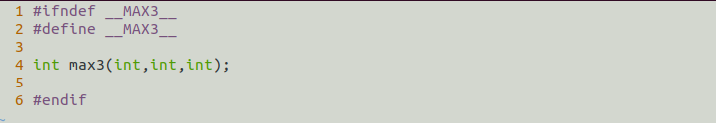 1 #ifndef __MAX3__
2 #define __MAX3__
3
4 int max3(int,int,int);
5
6 #endif
~